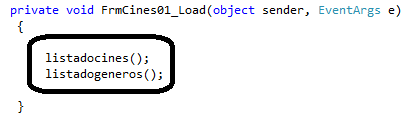 private void FrmCines01_Load(object sender, EventArgs e)
{
listadocines();
listadogeneros();
}